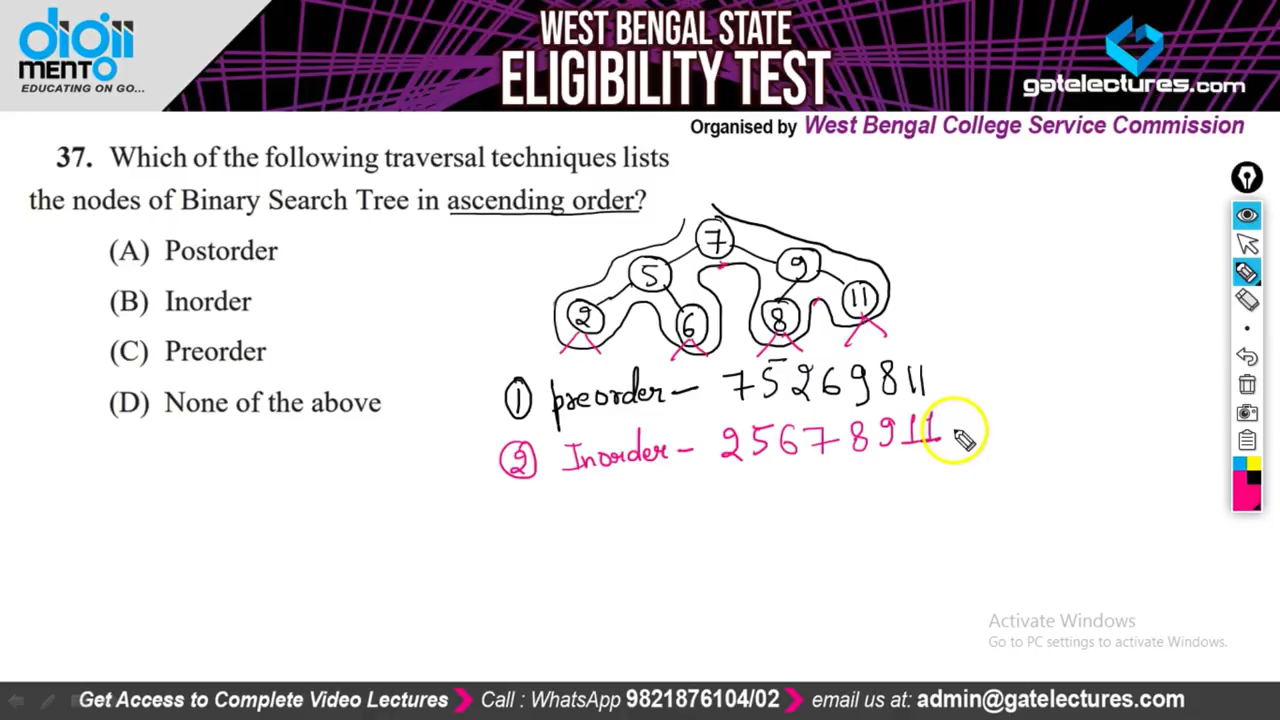 digii
MENTO
EDUCATING ON GO...
WEST BENGAL STATE
ELIGIBILITY TEST
gatelectures.com
Organised by West Bengal College Service Commission
37. Which of the following traversal techniques lists
the nodes of Binary Search Tree in ascending order?
(A) Postorder
(B) Inorder
(C) Preorder
(D) None of the above
7
5 9
2 6 8 11
① preorder - 7 5 2 6 9 8 11
② Inorder - 2 5 6 7 8 9 11
Activate Windows
Go to PC settings to activate Windows.
Get Access to Complete Video Lectures Call : WhatsApp 9821876104/02 email us at: admin@gatelectures.com